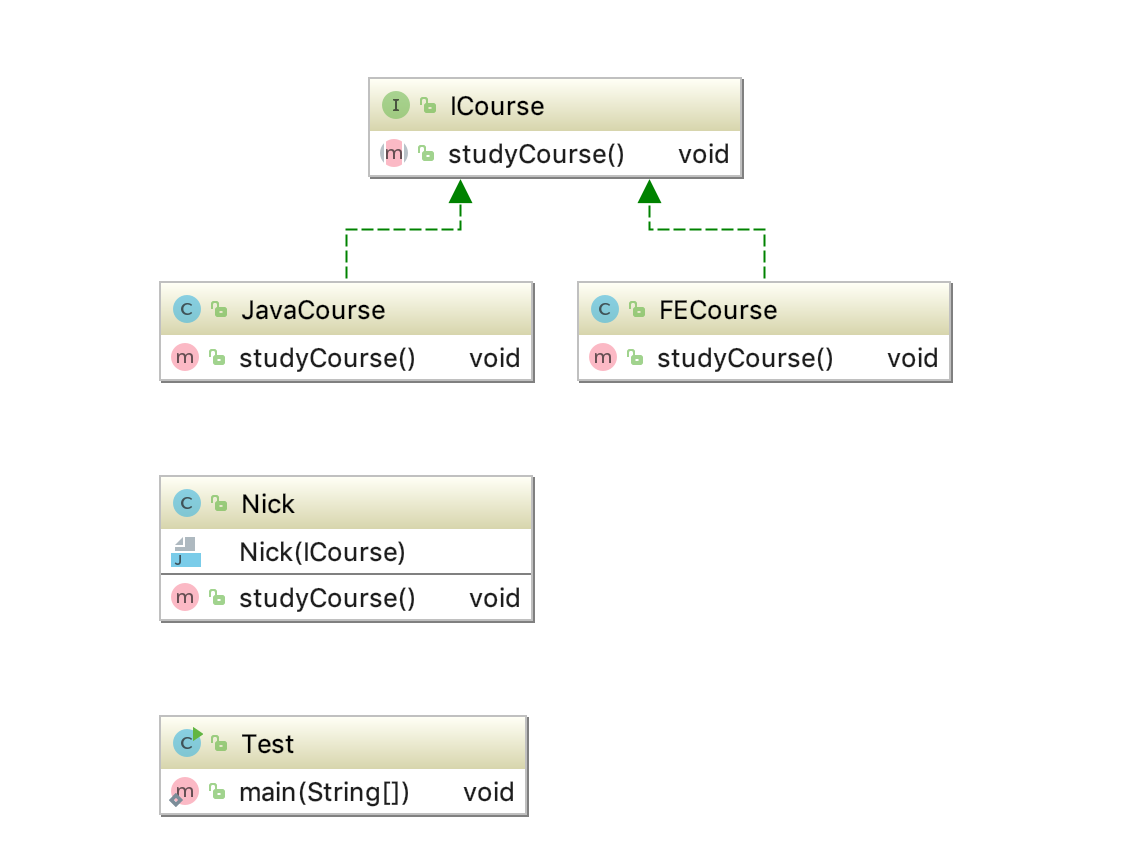 I ICourse
m studyCourse() void
C JavaCourse
m studyCourse() void
C FECourse
m studyCourse() void
C Nick
J Nick(ICourse)
m studyCourse() void
C Test
m main(String[]) void